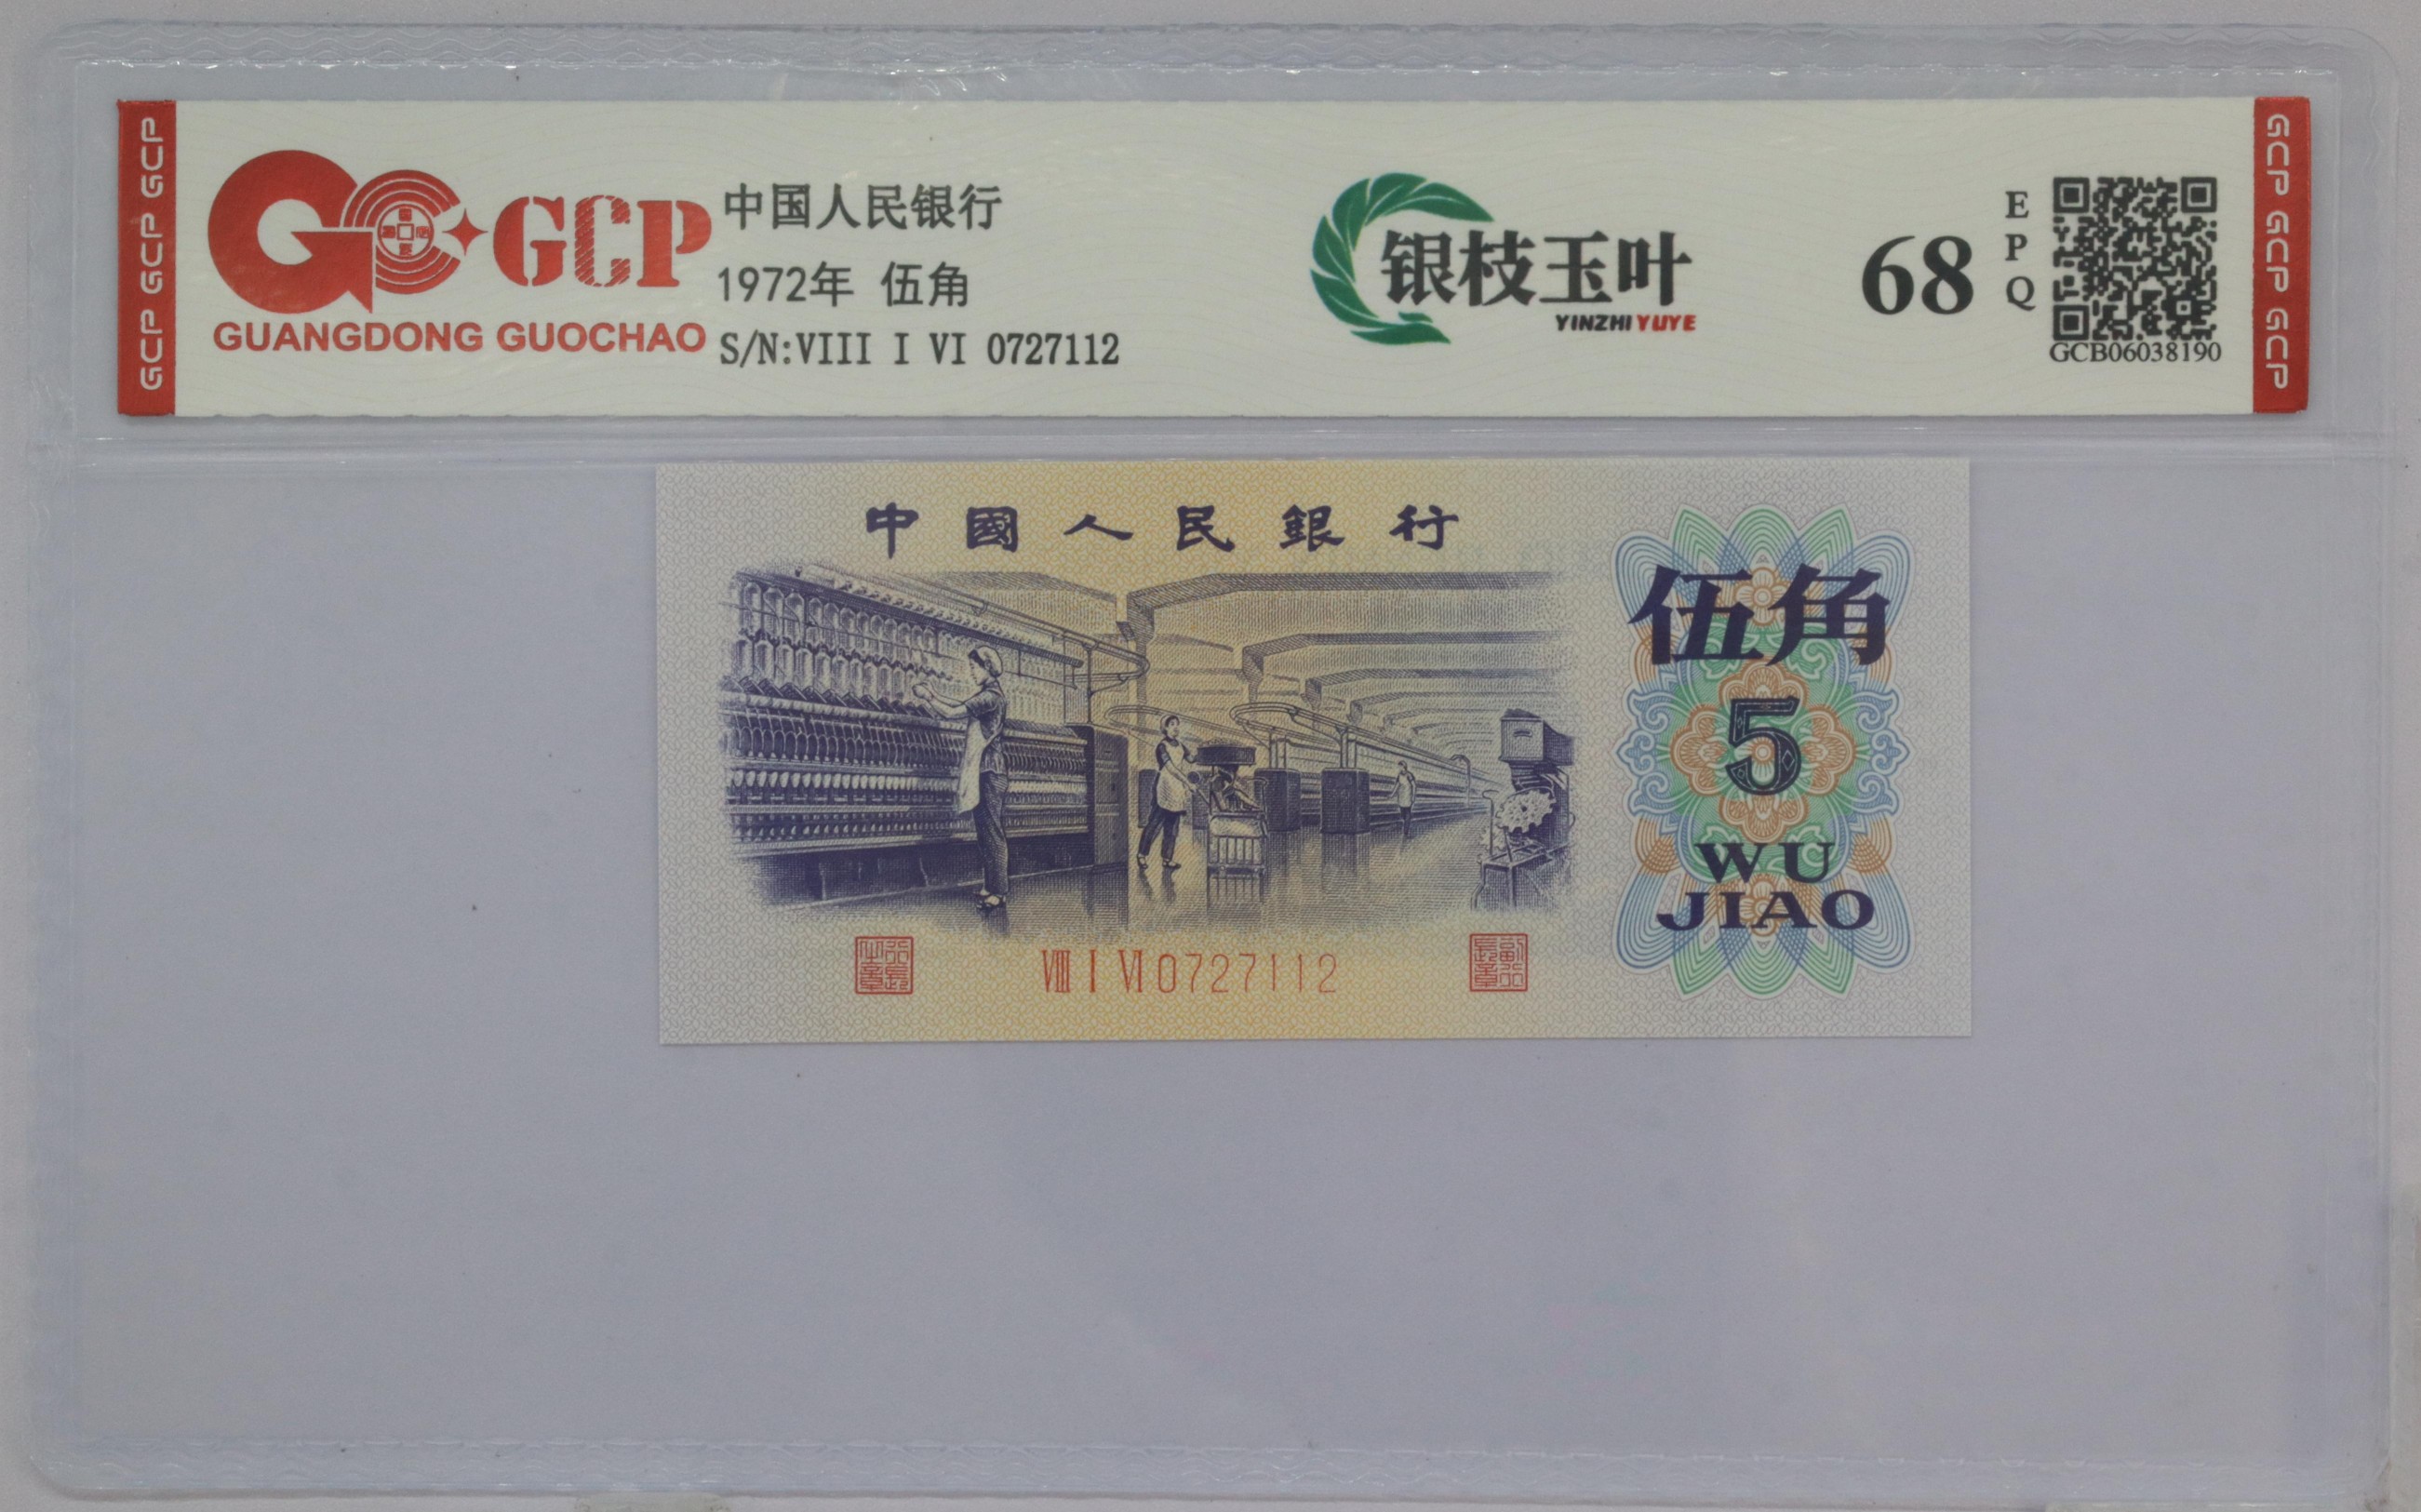 GCP GCP GCP
GCP
GUANGDONG GUOCHAO
中国人民银行
1972年 伍角
S/N:VIII I VI 0727112
银枝玉叶
YINZHI YUYE
68
EPQ
GCB06038190
GCP GCP GCP
中國人民銀行
伍角
5
WU
JIAO
VIII I VI 0727112